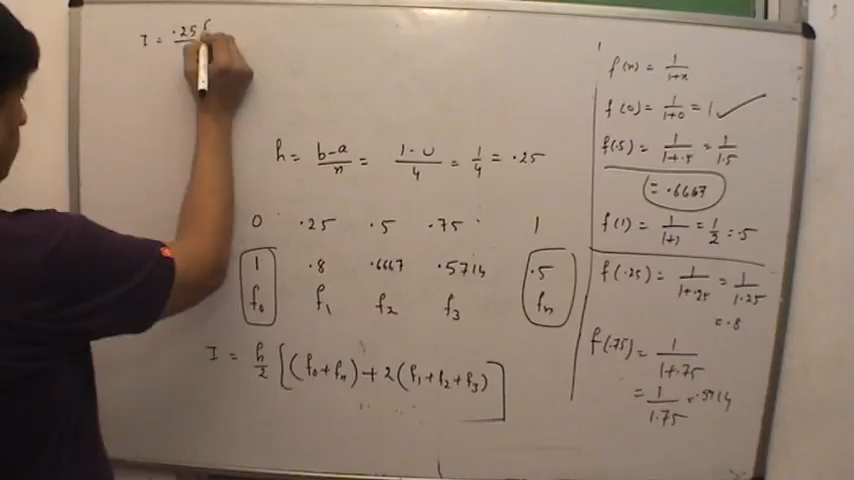 I = .25
h = b-a/n = 1-0/4 = 1/4 = .25
0 .25 .5 .75 1
1 .8 .6667 .5714 .5
f₀ f₁ f₂ f₃ fₙ
I = h/2 [(f₀+fₙ)+2(f₁+f₂+f₃)]
f(x) = 1/1+x
f(0) = 1/1+0 = 1 ✓
f(.5) = 1/1+.5 = 1/1.5
= .6667
f(1) = 1/1+1 = 1/2 = .5
f(.25) = 1/1+.25 = 1/1.25
= .8
f(.75) = 1/1+.75
= 1/1.75 = .5714